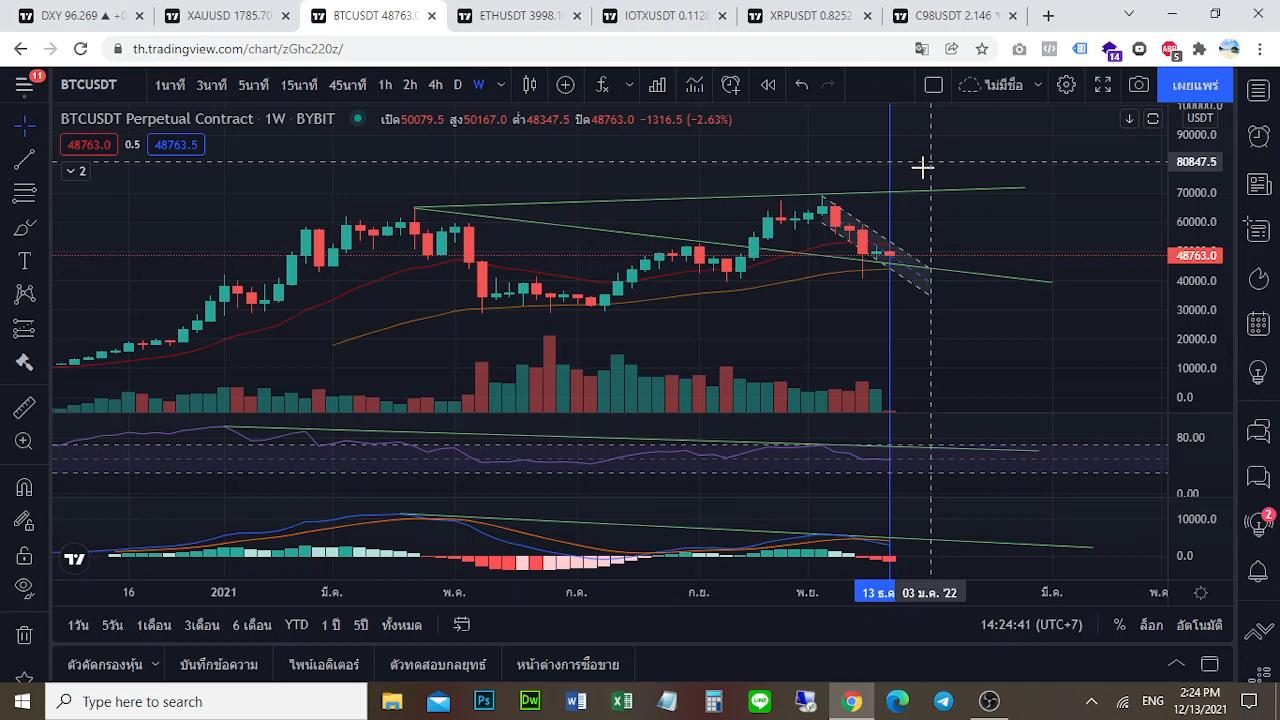 DXY 96.269 ▲ +0
XAUUSD 1785.70
BTCUSDT 48763.0
ETHUSDT 3998.1
IOTXUSDT 0.1128
XRPUSDT 0.8252
C98USDT 2.146 ▼
th.tradingview.com/chart/zGhc220z/
14
5
11
BTCUSDT
1นาที 3นาที 5นาที 15นาที 45นาที 1h 2h 4h D W
ไม่มีชื่อ
เผยแพร่
BTCUSDT Perpetual Contract · 1W · BYBIT
เปิด50079.5 สูง50167.0 ต่ำ48347.5 ปิด48763.0 −1316.5 (−2.63%)
48763.0 0.5 48763.5
2
100000.0
USDT
90000.0
80847.5
70000.0
60000.0
48763.0
40000.0
30000.0
20000.0
10000.0
0.0
80.00
0.00
10000.0
0.0
2
16 2021 มี.ค. พ.ค. ก.ค. ก.ย. พ.ย. 13 ธ.ค 03 ม.ค. '22 มี.ค. พ.ค
1วัน 5วัน 1เดือน 3เดือน 6 เดือน YTD 1 ปี 5ปี ทั้งหมด
14:24:41 (UTC+7) % ล็อก อัตโนมัติ
ตัวคัดกรองหุ้น บันทึกข้อความ ไพน์เอดิเตอร์ ตัวทดสอบกลยุทธ์ หน้าต่างการซื้อขาย
Type here to search
Ps
Dw
LINE
ENG
2:24 PM
12/13/2021